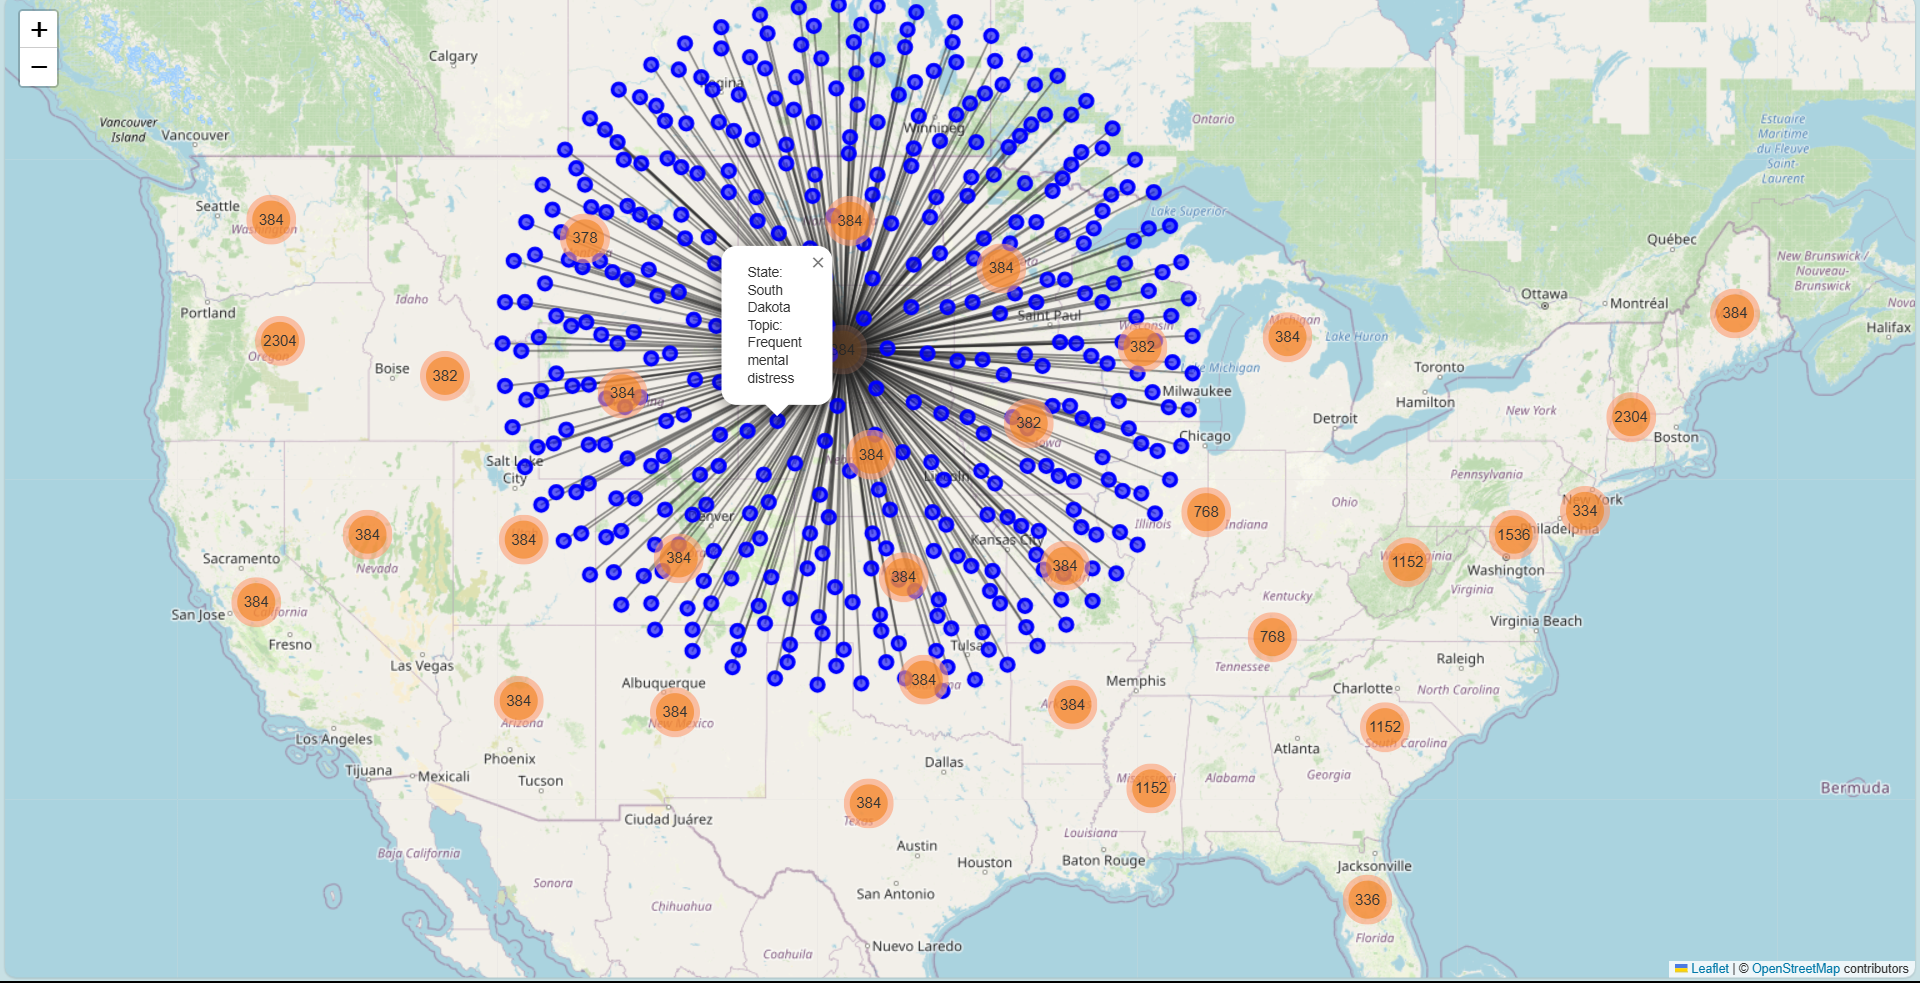 +
−
Calgary
Vancouver
Island
Vancouver
Winnipeg
Ontario
Estuaire
Maritime
du Fleuve
Saint-
Laurent
Seattle
Washington
384
378
384
384
Lake Superior
Québec
New Brunswick /
Nouveau-
Brunswick
Idaho
Portland
Ottawa
Montréal
Halifax
Saint Paul
Wisconsin
Michigan
384
384
Lake Huron
2304
Oregon
Boise
382
384
382
384
State:
South
Dakota
Topic:
Frequent
mental
distress
×
Toronto
Hamilton
Milwaukee
Detroit
New York
2304
Boston
Chicago
382
384
Salt Lake
City
Lincoln
Pennsylvania
New York
334
Philadelphia
1536
Ohio
Illinois
768
Indiana
Denver
Kansas City
384
Nevada
384
384
384
384
1152
Washington
Sacramento
San Jose
384
California
Fresno
Kentucky
Virginia
Virginia Beach
768
Tennessee
Raleigh
Las Vegas
Tulsa
Albuquerque
384
Memphis
Charlotte
North Carolina
384
Arizona
384
New Mexico
384
1152
South Carolina
Los Angeles
Phoenix
Dallas
Atlanta
Tijuana
Mexicali
Tucson
Mississippi
1152
Alabama
Georgia
Bermuda
384
Texas
Ciudad Juárez
Louisiana
Austin
Houston
Baton Rouge
Jacksonville
Baja California
Sonora
San Antonio
336
Chihuahua
Florida
Nuevo Laredo
Coahuila
Leaflet | © OpenStreetMap contributors